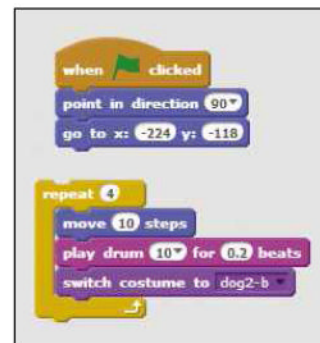 when clicked
point in direction 90
go to x: -224 y: -118
repeat 4
move 10 steps
play drum 10 for 0.2 beats
switch costume to dog2-b